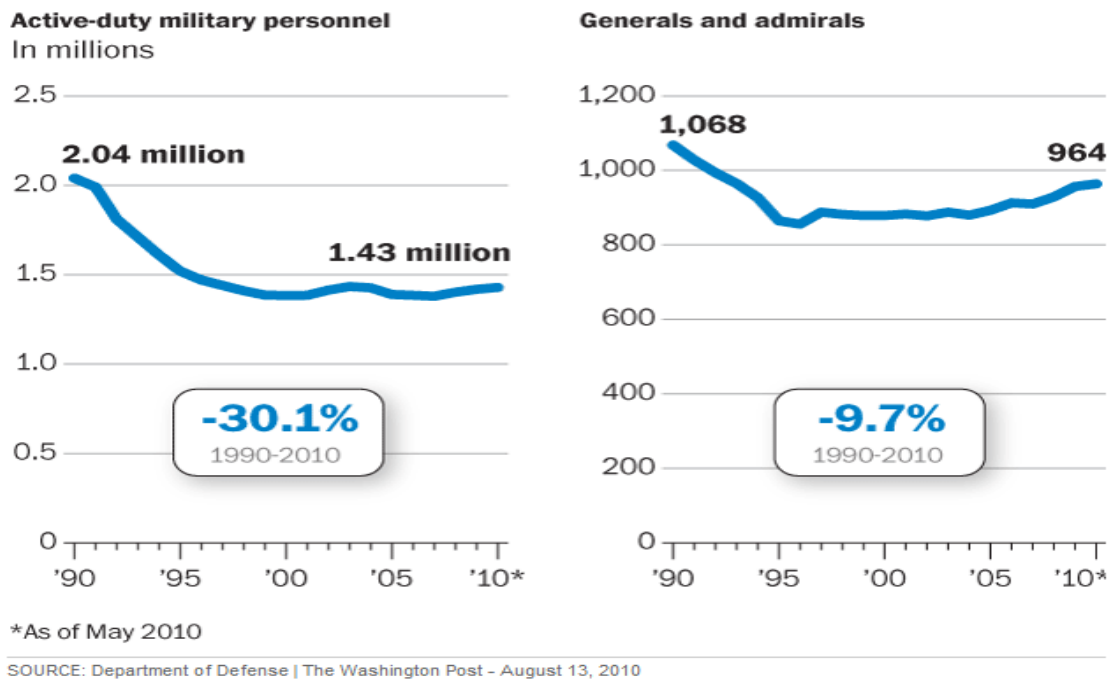 Active-duty military personnel
In millions
2.5
2.04 million
2.0
1.43 million
1.5
1.0
-30.1%
1990-2010
0.5
0
'90 '95 '00 '05 '10*
Generals and admirals
1,200
1,068
964
1,000
800
600
400
-9.7%
1990-2010
200
0
'90 '95 '00 '05 '10*
*As of May 2010
SOURCE: Department of Defense | The Washington Post - August 13, 2010